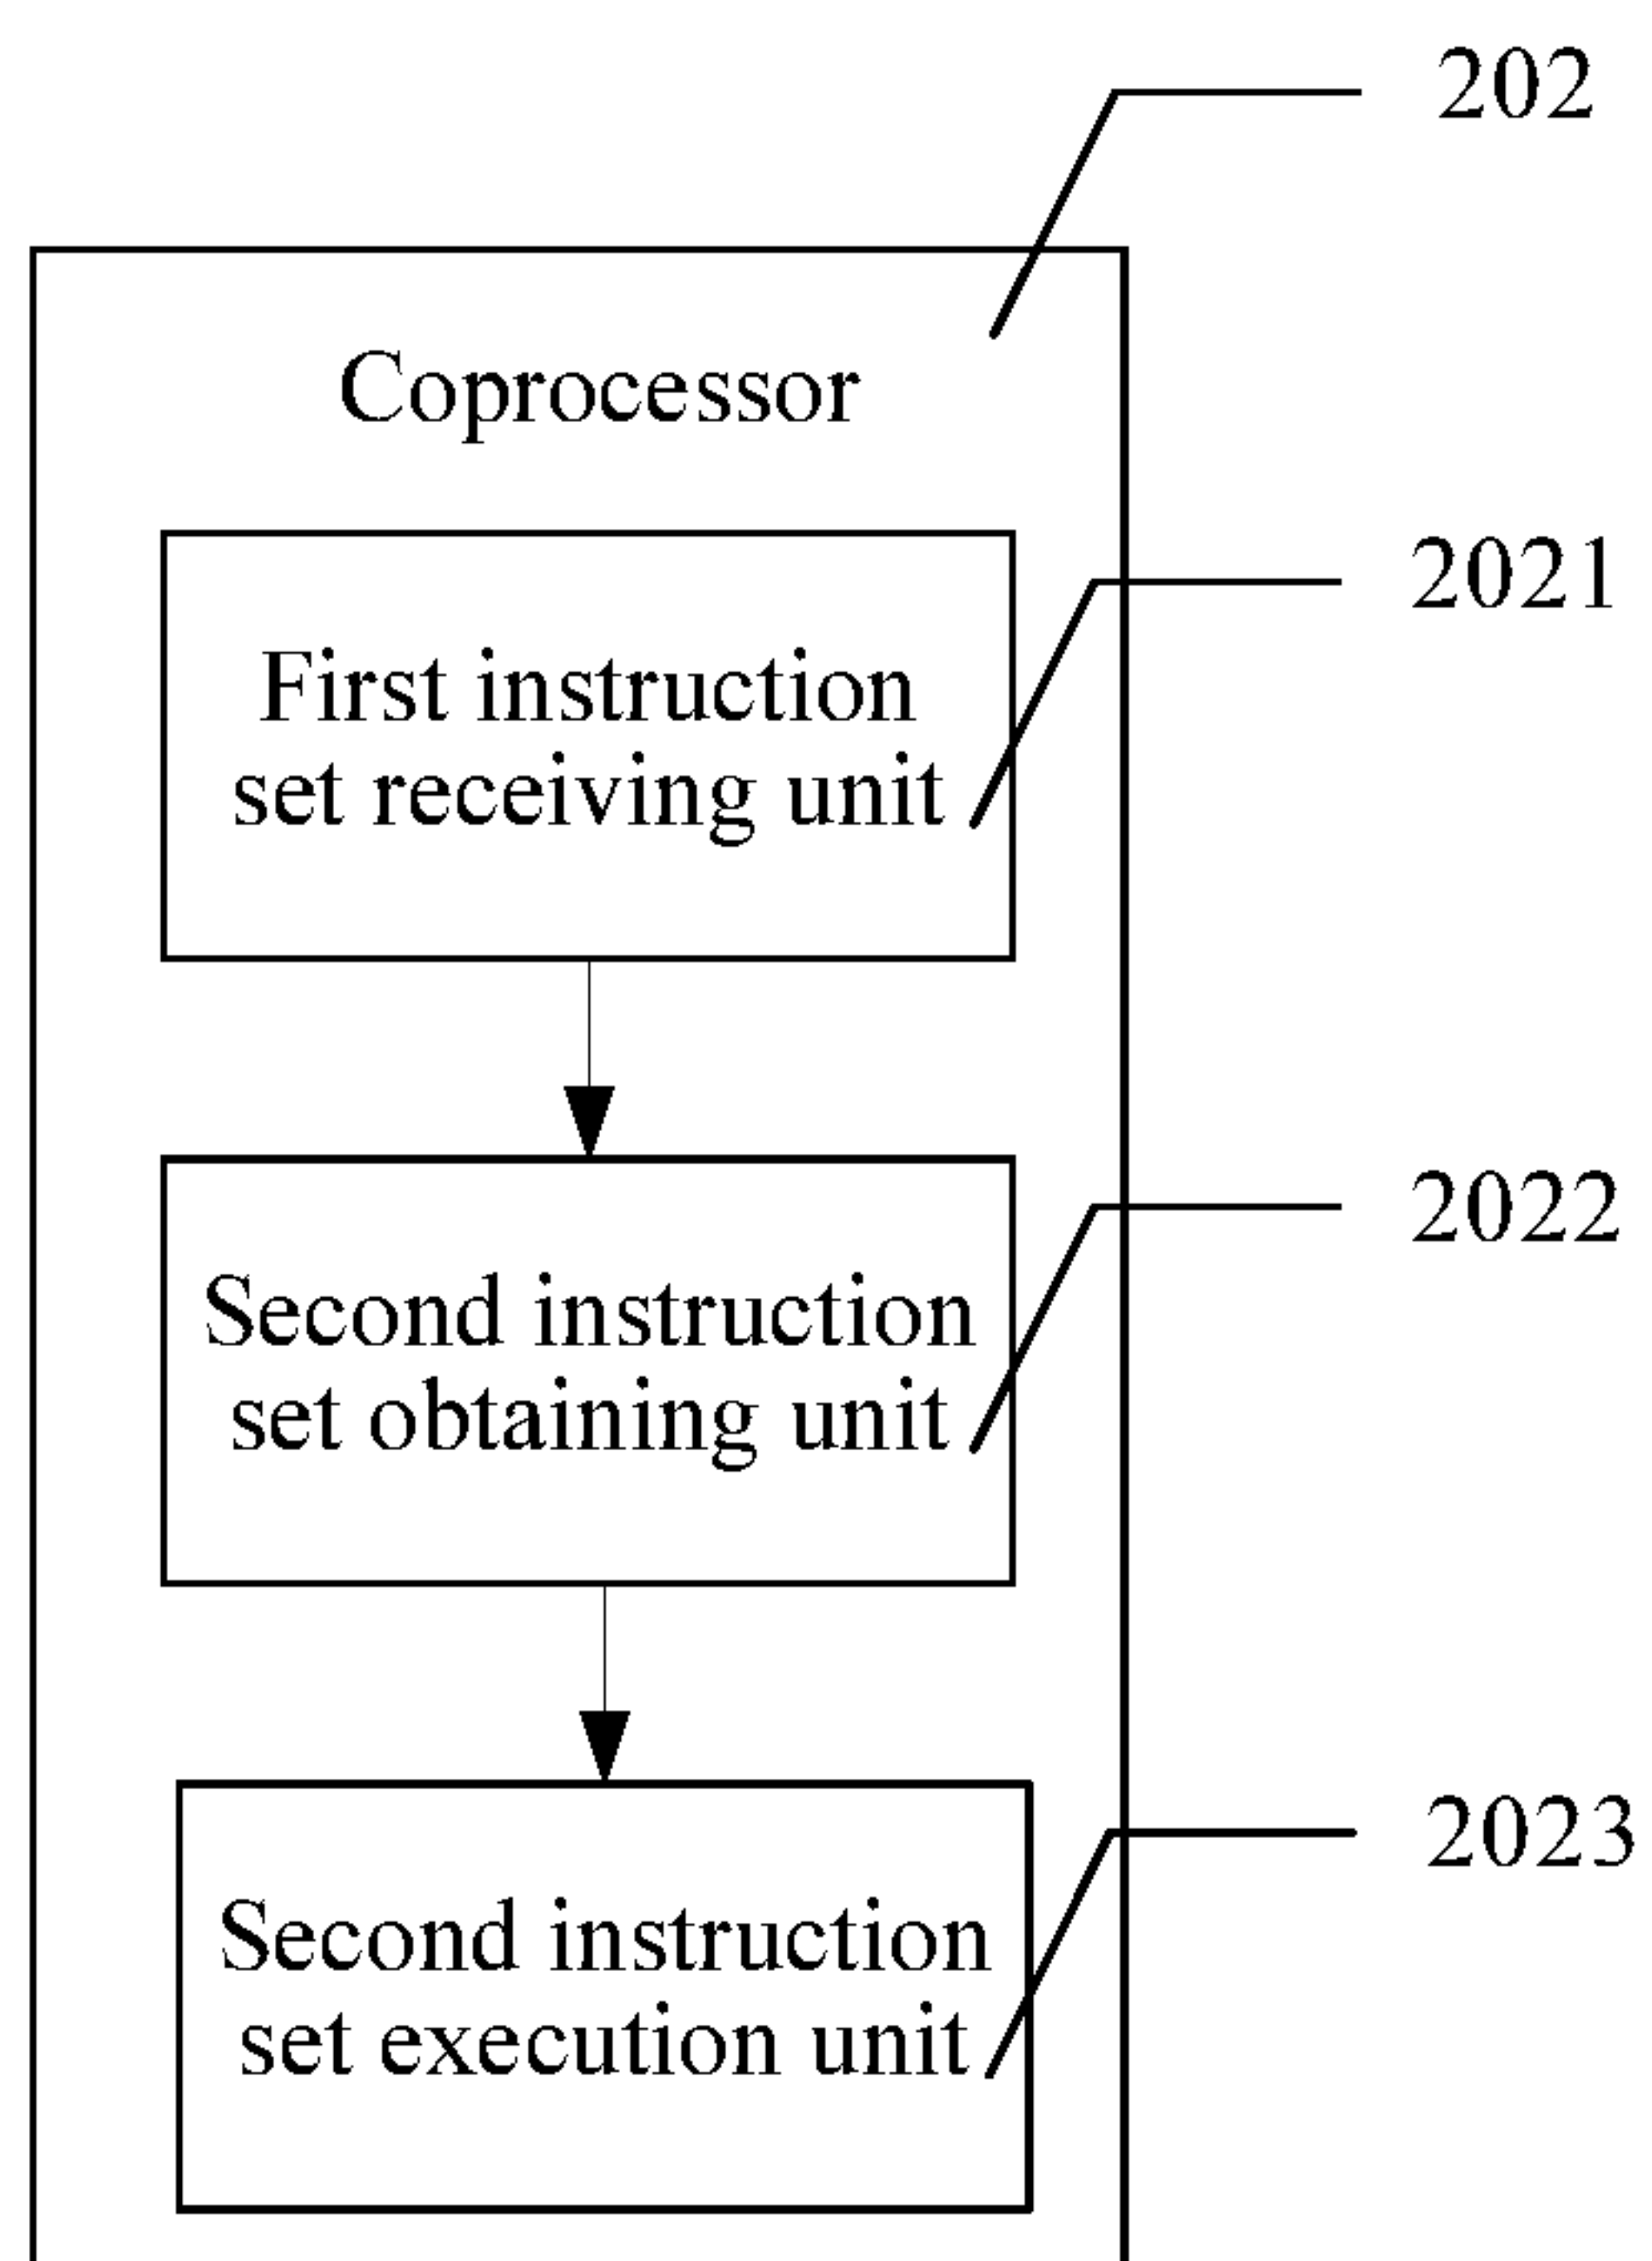 202
Coprocessor
2021
First instruction
set receiving unit
2022
Second instruction
set obtaining unit
2023
Second instruction
set execution unit